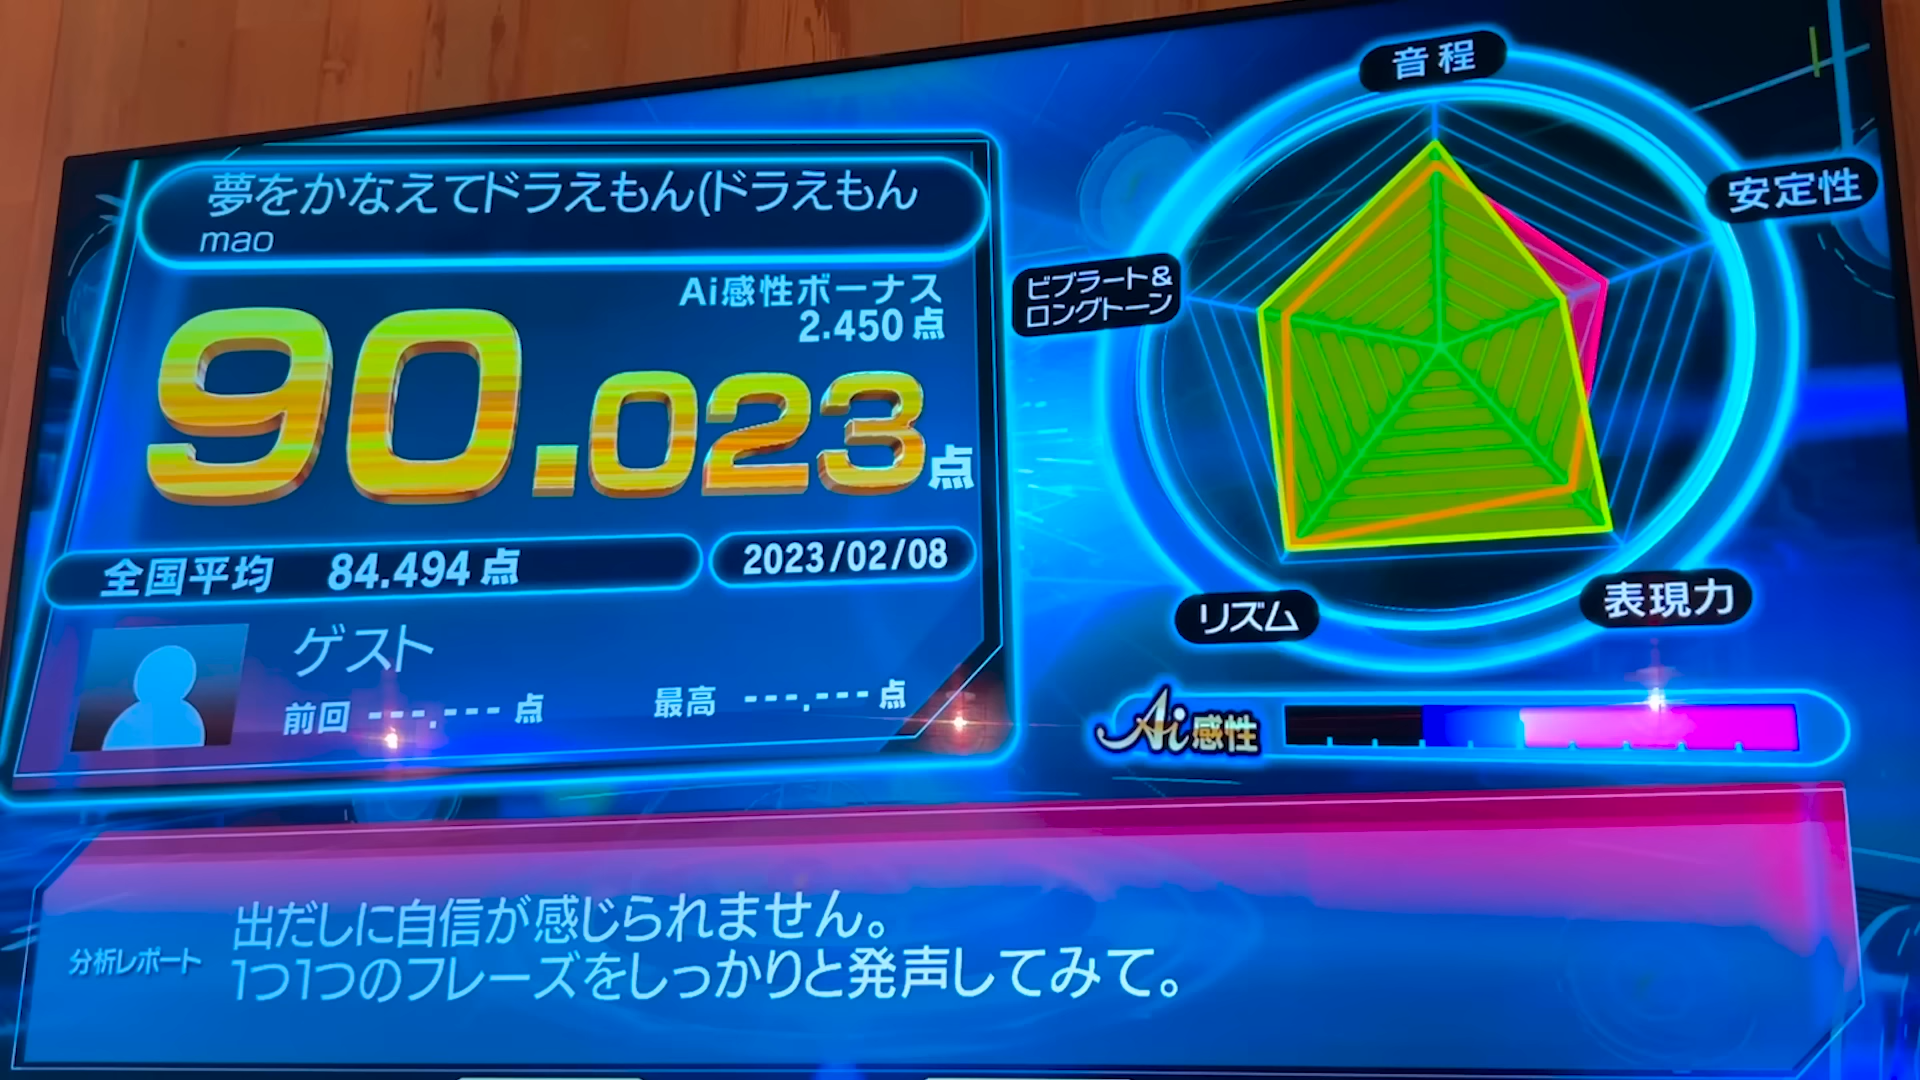 夢をかなえてドラえもん(ドラえもん
mao
Ai感性ボーナス
2.450点
90.023点
全国平均 84.494点
2023/02/08
ゲスト
前回 ---.---点 最高 ---.---点
音程
安定性
ビブラート&
ロングトーン
リズム
表現力
Ai感性
分析レポート
出だしに自信が感じられません。
1つ1つのフレーズをしっかりと発声してみて。